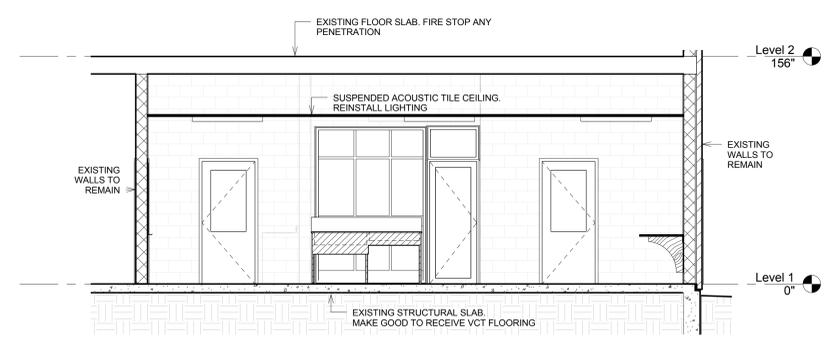 EXISTING FLOOR SLAB. FIRE STOP ANY
PENETRATION
Level 2
156"
SUSPENDED ACOUSTIC TILE CEILING.
REINSTALL LIGHTING
EXISTING
WALLS TO
REMAIN
EXISTING
WALLS TO
REMAIN
Level 1
0"
EXISTING STRUCTURAL SLAB.
MAKE GOOD TO RECEIVE VCT FLOORING